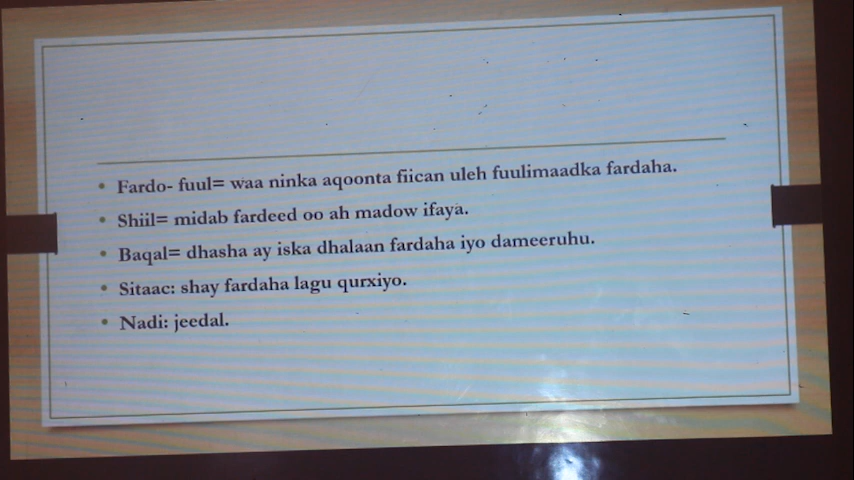 • Fardo- fuul= waa ninka aqoonta fiican uleh fuulimaadka fardaha.
• Shiil= midab fardeed oo ah madow ifaya.
• Baqal= dhasha ay iska dhalaan fardaha iyo dameeruhu.
• Sitaac: shay fardaha lagu qurxiyo.
• Nadi: jeedal.